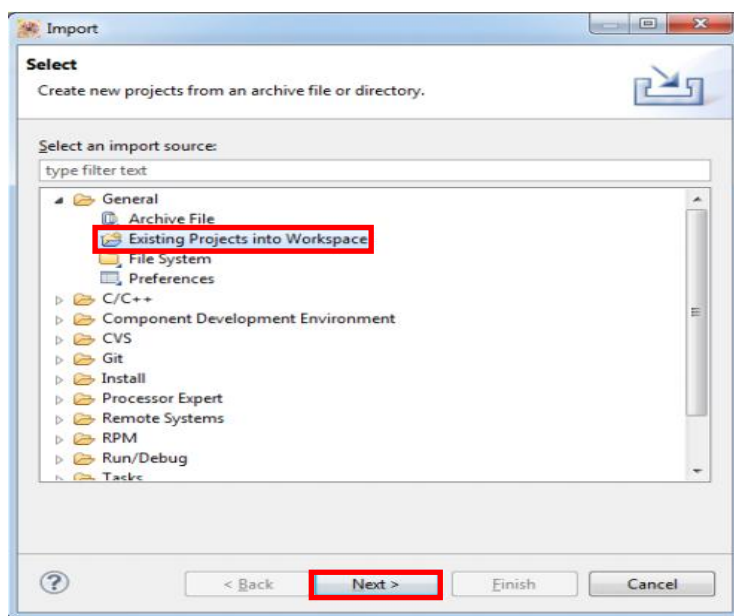 Import
Select
Create new projects from an archive file or directory.
Select an import source:
type filter text
General
Archive File
Existing Projects into Workspace
File System
Preferences
C/C++
Component Development Environment
CVS
Git
Install
Processor Expert
Remote Systems
RPM
Run/Debug
Tasks
? < Back Next > Finish Cancel